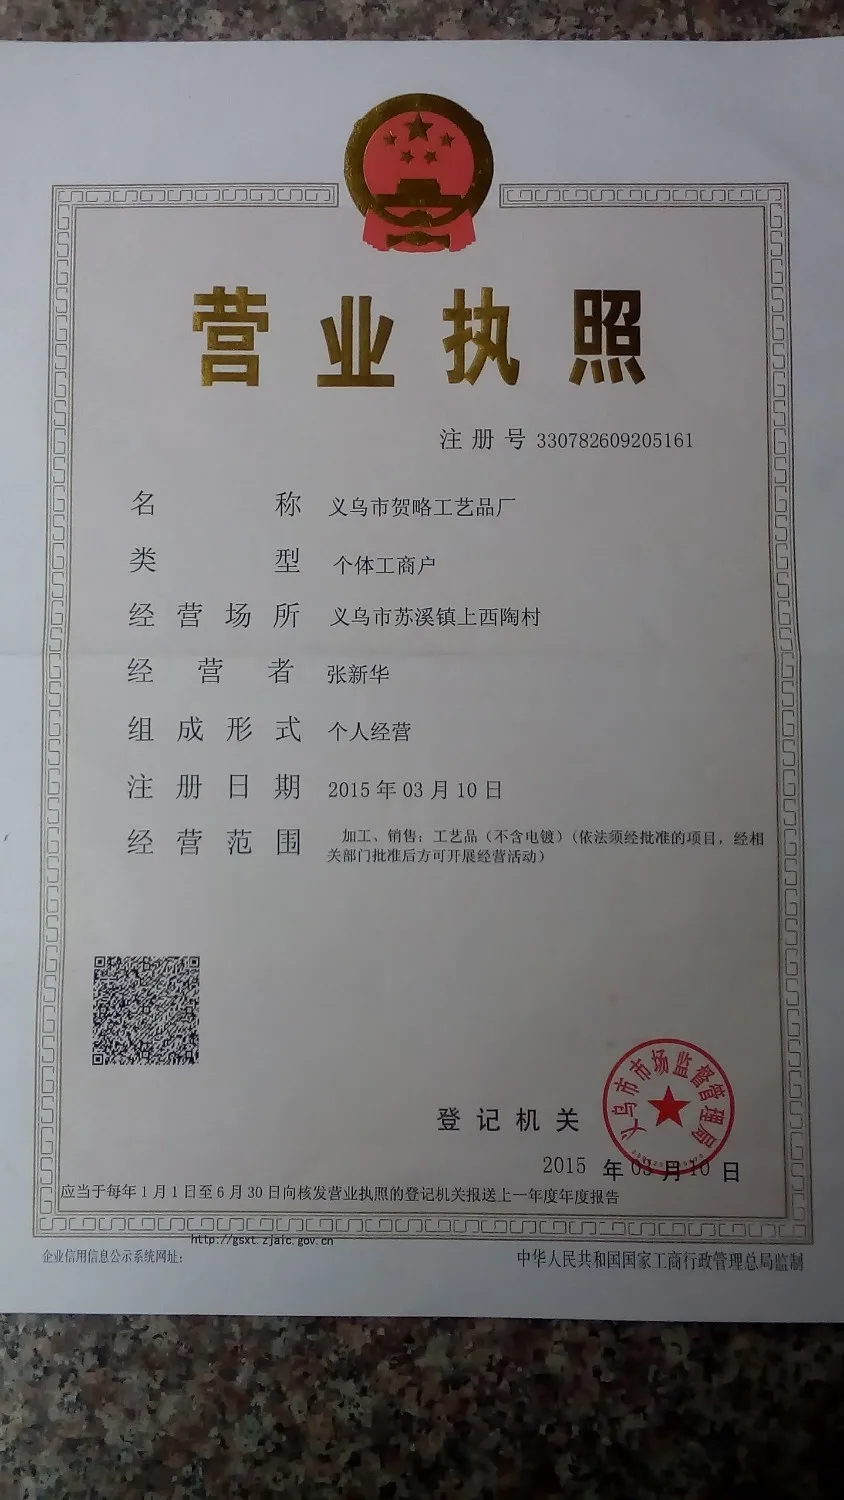 营业执照
注册号 330782609205161
名称 义乌市贺略工艺品厂
类型 个体工商户
经营场所 义乌市苏溪镇上西陶村
经营者 张新华
组成形式 个人经营
注册日期 2015年03月10日
经营范围 加工、销售：工艺品（不含电镀）（依法须经批准的项目，经相
关部门批准后方可开展经营活动）
义乌市市场监督管理局
登记机关
2015年03月10日
应当于每年1月1日至6月30日向核发营业执照的登记机关报送上一年度年度报告
企业信用信息公示系统网址： http://gsxt.zjaic.gov.cn
中华人民共和国国家工商行政管理总局监制